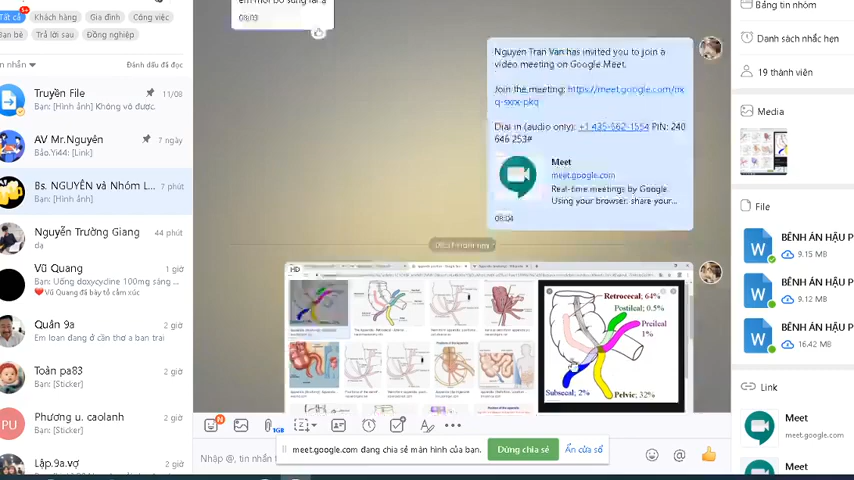 Tất cả
5+
Khách hàng
Gia đình
Công việc
Bạn bè
Trả lời sau
Đồng nghiệp
Đánh dấu đã đọc
Truyền File
11/08
Bạn: [Hình ảnh] Không vô được.
AV Mr.Nguyên
7 ngày
Bảo.Yi44: [Link]
Bs. NGUYÊN và Nhóm L...
7 phút
Bạn: [Hình ảnh]
Nguyễn Trường Giang
44 phút
dạ
Vũ Quang
1 giờ
Bạn: Uống doxycycline 100mg sáng ...
Vũ Quang đã bày tỏ cảm xúc
Quân 9a
2 giờ
Em loan đang ở cần thơ a bạn trai
Toàn pa83
2 giờ
Bạn: [Sticker]
PU
Phương u. caolanh
2 giờ
Bạn: [Sticker]
Lập.9a.vợ
2 giờ
08:03
Nguyen Tran Van has invited you to join a
video meeting on Google Meet.
Join the meeting: https://meet.google.com/
Dial in (audio only): +1 435-562-1554 PIN: 240
646 253#
Meet
meet.google.com
Real-time meetings by Google.
Using your browser, share your...
08:04
HD
Retrocecal, 64%
Postileal; 0.5%
Preileal
1%
Subsecal; 2%
Pelvic; 32%
N
1GB
Nhập @, tin nhắn
meet.google.com đang chia sẻ màn hình của bạn.
Dừng chia sẻ
Ẩn cửa sổ
Bảng tin nhóm
Danh sách nhắc hẹn
19 thành viên
Media
File
BỆNH ÁN HẬU P
9.15 MB
BỆNH ÁN HẬU P
9.12 MB
BỆNH ÁN HẬU P
16.42 MB
Link
Meet
meet.google.com
Meet